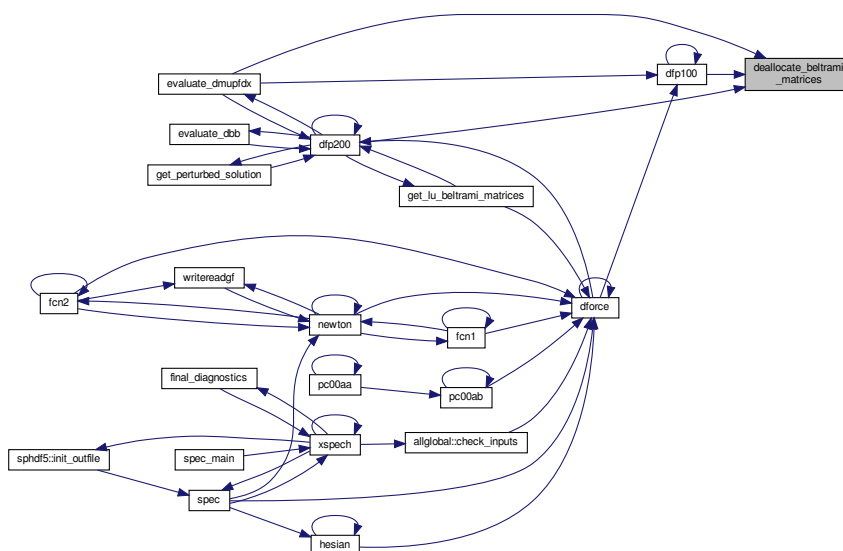 deallocate_beltrami
_matrices
dfp100
evaluate_dmupfdx
evaluate_dbb
dfp200
get_perturbed_solution
get_lu_beltrami_matrices
writereadgf
fcn2
dforce
newton
fcn1
final_diagnostics
pc00aa
pc00ab
xspech
allglobal::check_inputs
sphdf5::init_outfile
spec_main
spec
hesian